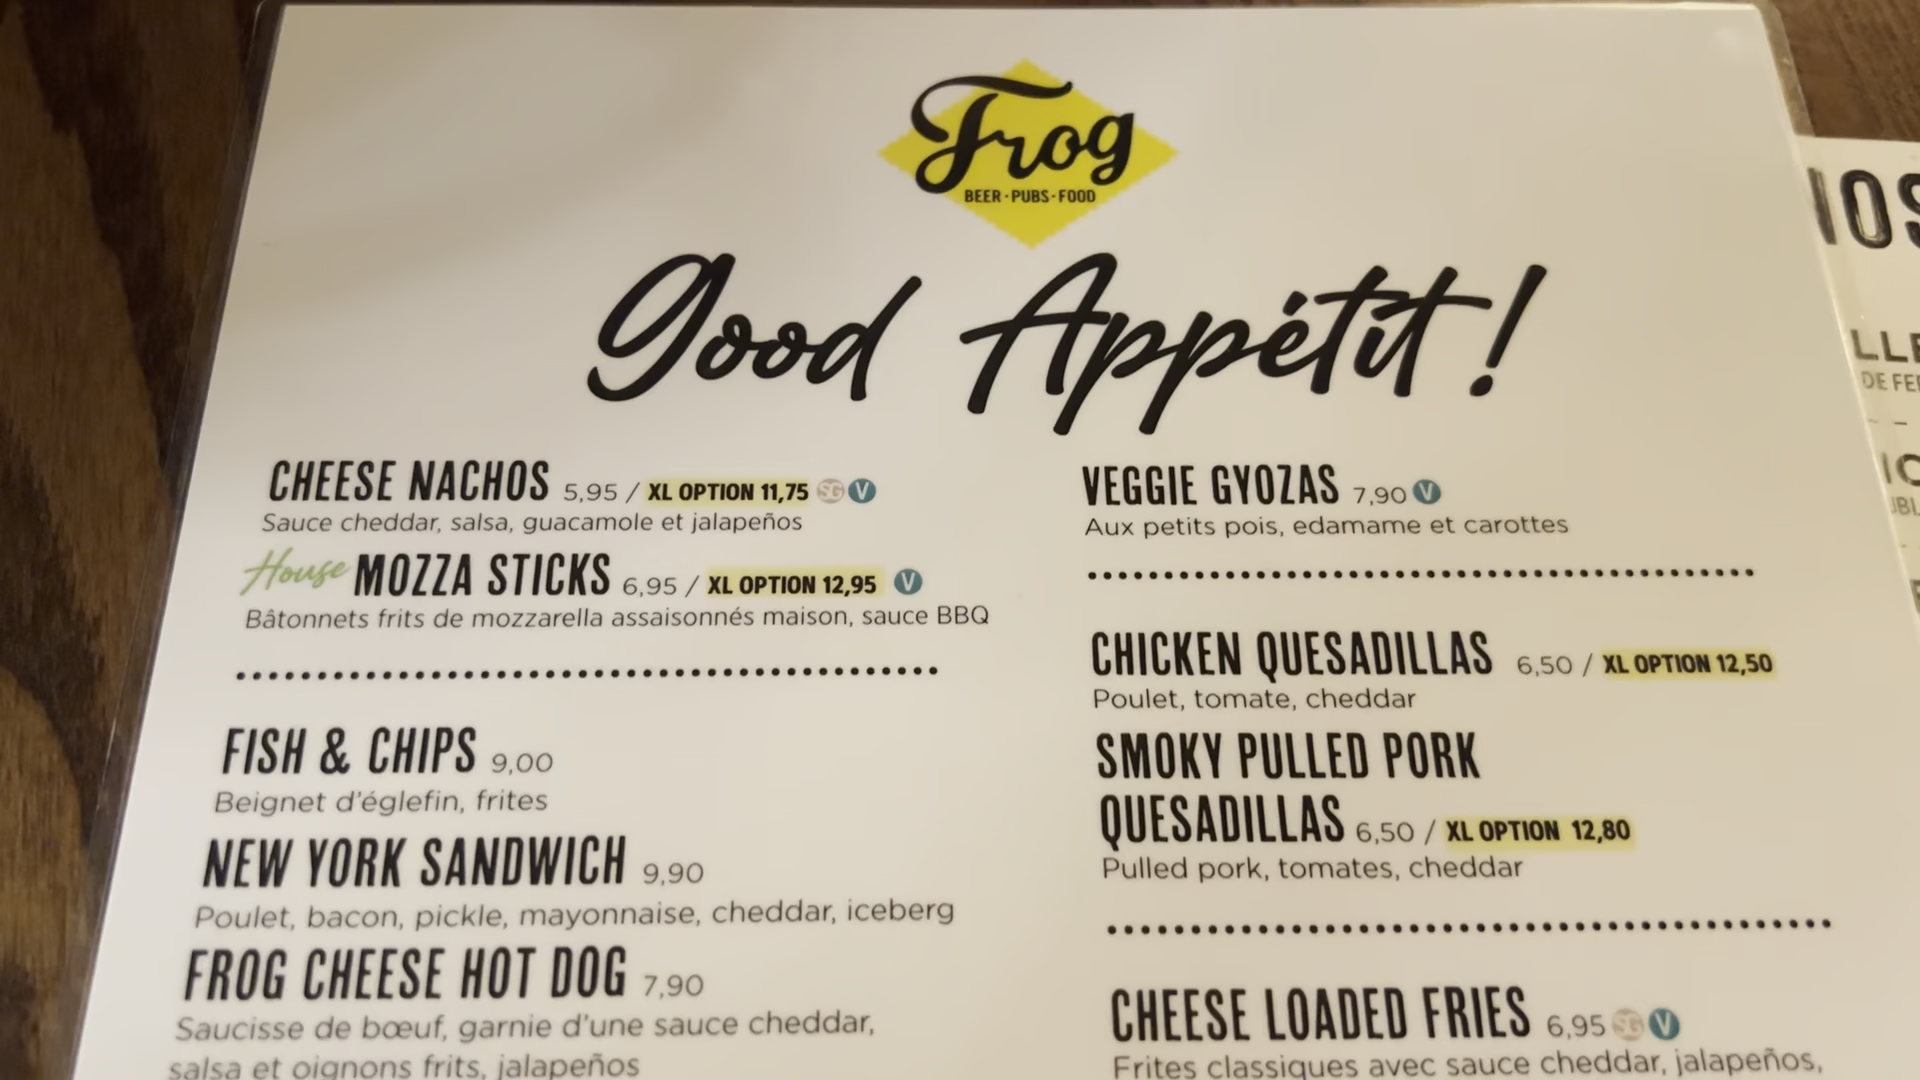 Frog
BEER · PUBS · FOOD
Good Appétit !
CHEESE NACHOS 5,95 / XL OPTION 11,75 SG V
Sauce cheddar, salsa, guacamole et jalapeños
House MOZZA STICKS 6,95 / XL OPTION 12,95 V
Bâtonnets frits de mozzarella assaisonnés maison, sauce BBQ
FISH & CHIPS 9,00
Beignet d'églefin, frites
NEW YORK SANDWICH 9,90
Poulet, bacon, pickle, mayonnaise, cheddar, iceberg
FROG CHEESE HOT DOG 7,90
Saucisse de bœuf, garnie d'une sauce cheddar,
salsa et oignons frits, jalapeños
VEGGIE GYOZAS 7,90 V
Aux petits pois, edamame et carottes
CHICKEN QUESADILLAS 6,50 / XL OPTION 12,50
Poulet, tomate, cheddar
SMOKY PULLED PORK
QUESADILLAS 6,50 / XL OPTION 12,80
Pulled pork, tomates, cheddar
CHEESE LOADED FRIES 6,95 SG V
Frites classiques avec sauce cheddar, jalapeños,
DE